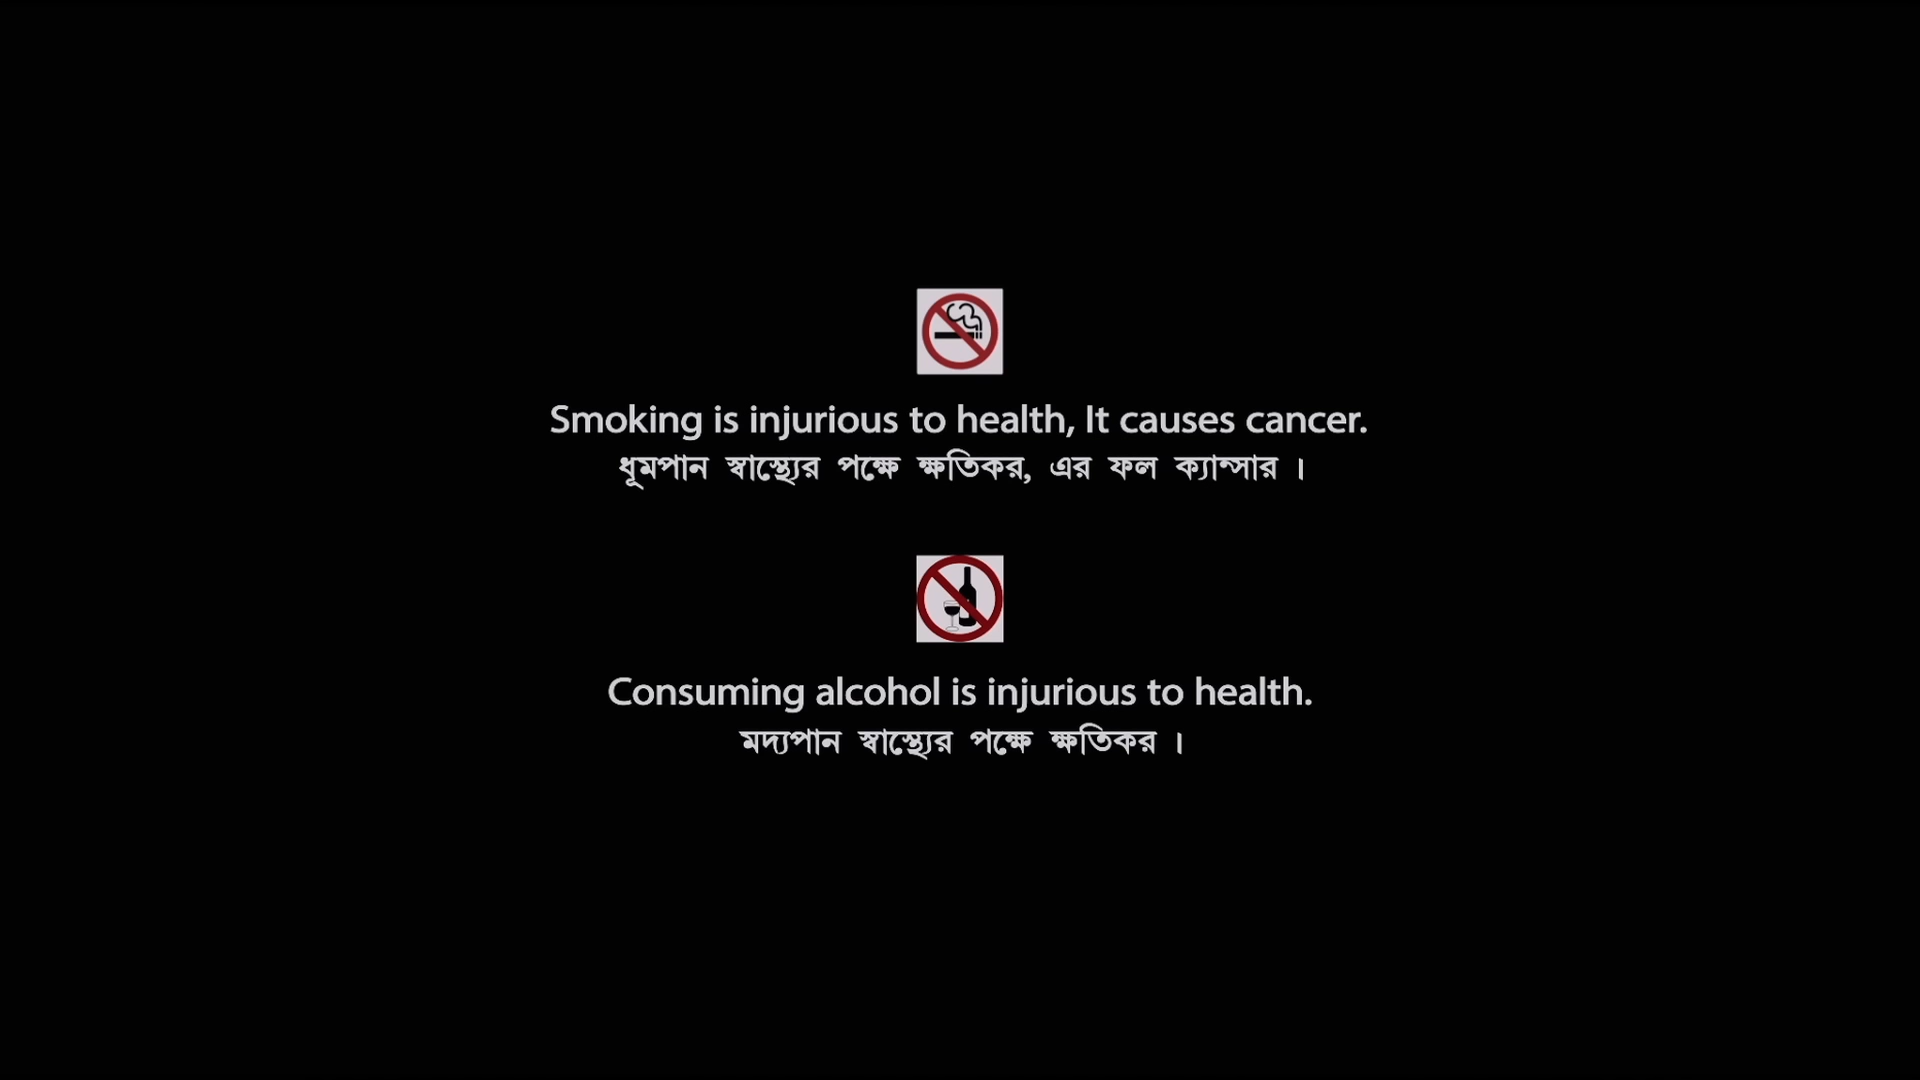 Smoking is injurious to health, It causes cancer.
ধূমপান স্বাস্থ্যের পক্ষে ক্ষতিকর, এর ফল ক্যান্সার ।
Consuming alcohol is injurious to health.
মদ্যপান স্বাস্থ্যের পক্ষে ক্ষতিকর ।